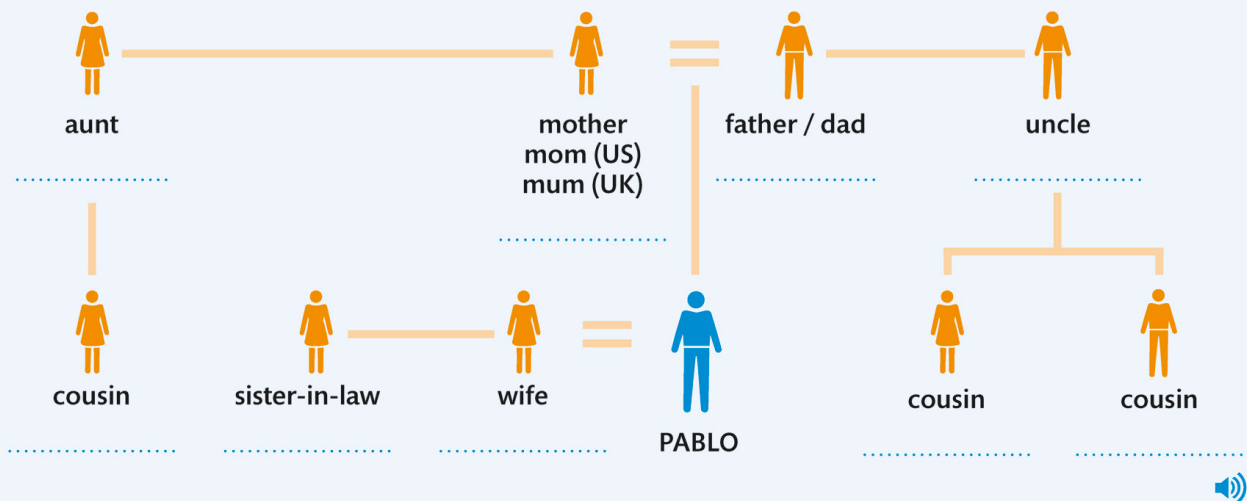 aunt
mother
mom (US)
mum (UK)
father / dad
uncle
cousin
sister-in-law
wife
PABLO
cousin
cousin